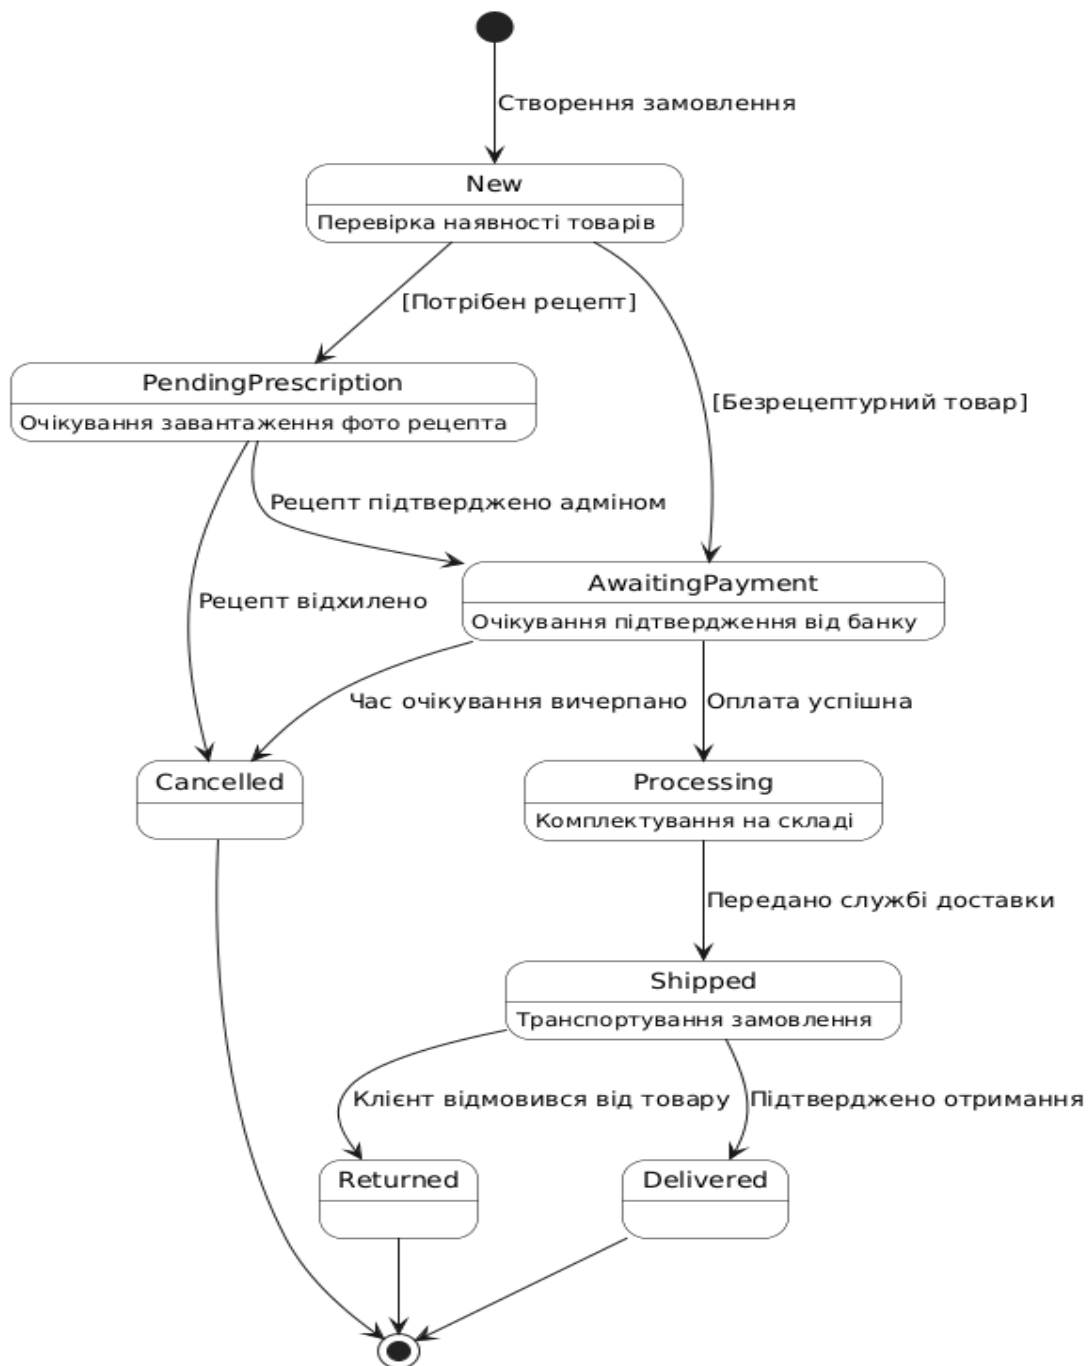 Створення замовлення
New
Перевірка наявності товарів
[Потрібен рецепт]
PendingPrescription
Очікування завантаження фото рецепта
[Безрецептурний товар]
Рецепт підтверджено адміном
AwaitingPayment
Очікування підтвердження від банку
Рецепт відхилено
Час очікування вичерпано
Оплата успішна
Cancelled
Processing
Комплектування на складі
Передано службі доставки
Shipped
Транспортування замовлення
Клієнт відмовився від товару
Підтверджено отримання
Returned
Delivered